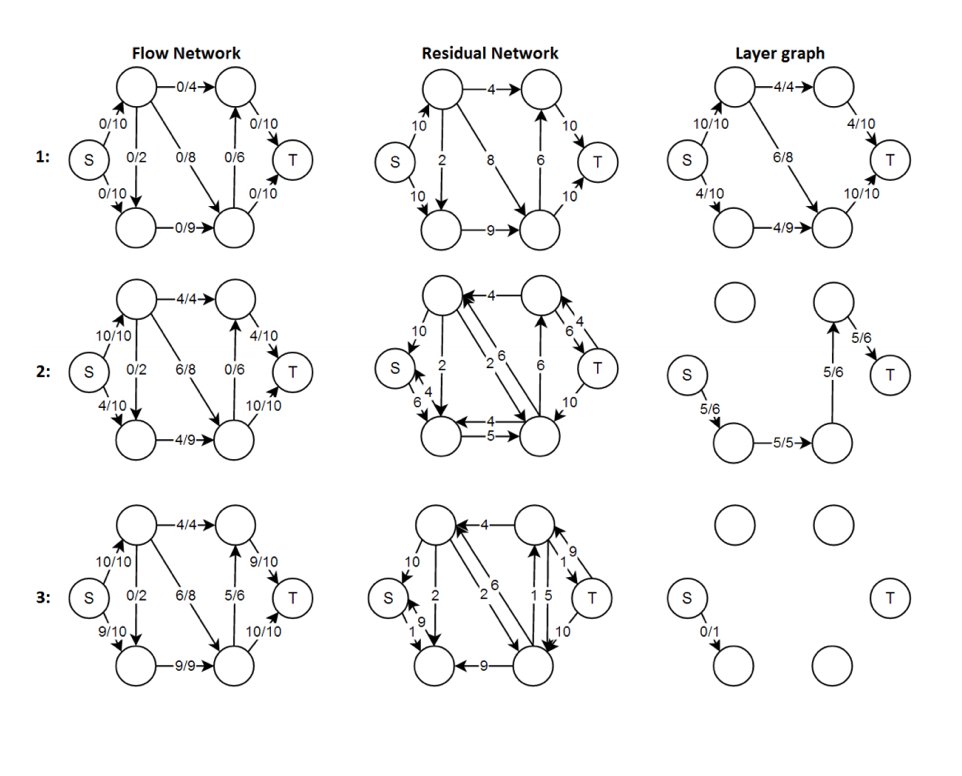 Flow Network Residual Network Layer graph
1:
0/4
0/10 0/10
S 0/2 0/8 0/6 T
0/10 0/10
0/9
4
10 10
S 2 8 6 T
10 10
9
4/4
10/10 4/10
S 6/8 T
4/10 10/10
4/9
2:
4/4
10/10 4/10
S 0/2 6/8 0/6 T
4/10 10/10
4/9
4
10 6 4
S 2 2 6 6 T
6 4 10
4
5
5/6
S 5/6 T
5/6
5/5
3:
4/4
10/10 9/10
S 0/2 6/8 5/6 T
9/10 10/10
9/9
4
10 1 9
S 2 2 6 1 5 T
1 9 10
9
S T
0/1